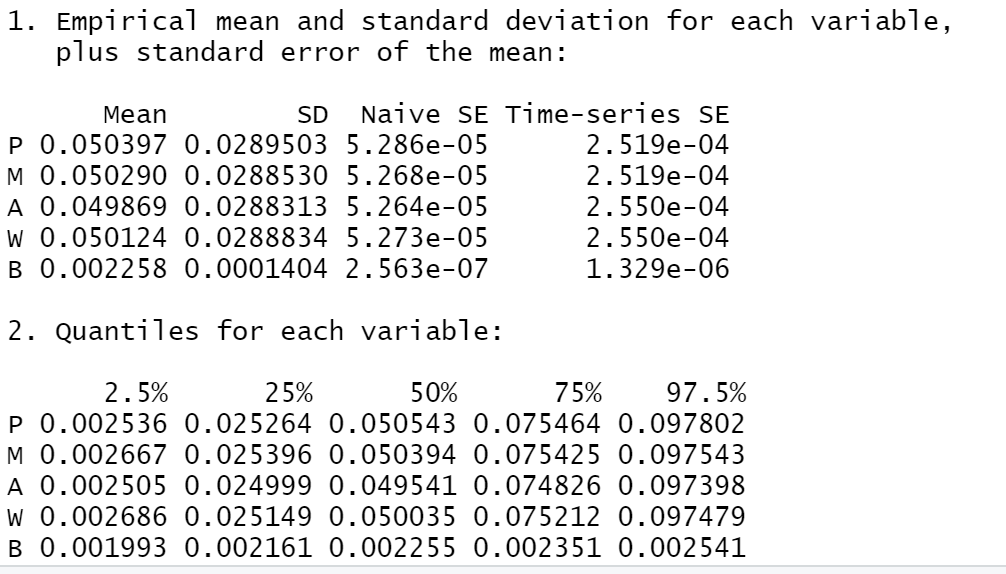 1. Empirical mean and standard deviation for each variable,
plus standard error of the mean:
Mean SD Naive SE Time-series SE
P 0.050397 0.0289503 5.286e-05 2.519e-04
M 0.050290 0.0288530 5.268e-05 2.519e-04
A 0.049869 0.0288313 5.264e-05 2.550e-04
W 0.050124 0.0288834 5.273e-05 2.550e-04
B 0.002258 0.0001404 2.563e-07 1.329e-06
2. Quantiles for each variable:
2.5% 25% 50% 75% 97.5%
P 0.002536 0.025264 0.050543 0.075464 0.097802
M 0.002667 0.025396 0.050394 0.075425 0.097543
A 0.002505 0.024999 0.049541 0.074826 0.097398
W 0.002686 0.025149 0.050035 0.075212 0.097479
B 0.001993 0.002161 0.002255 0.002351 0.002541